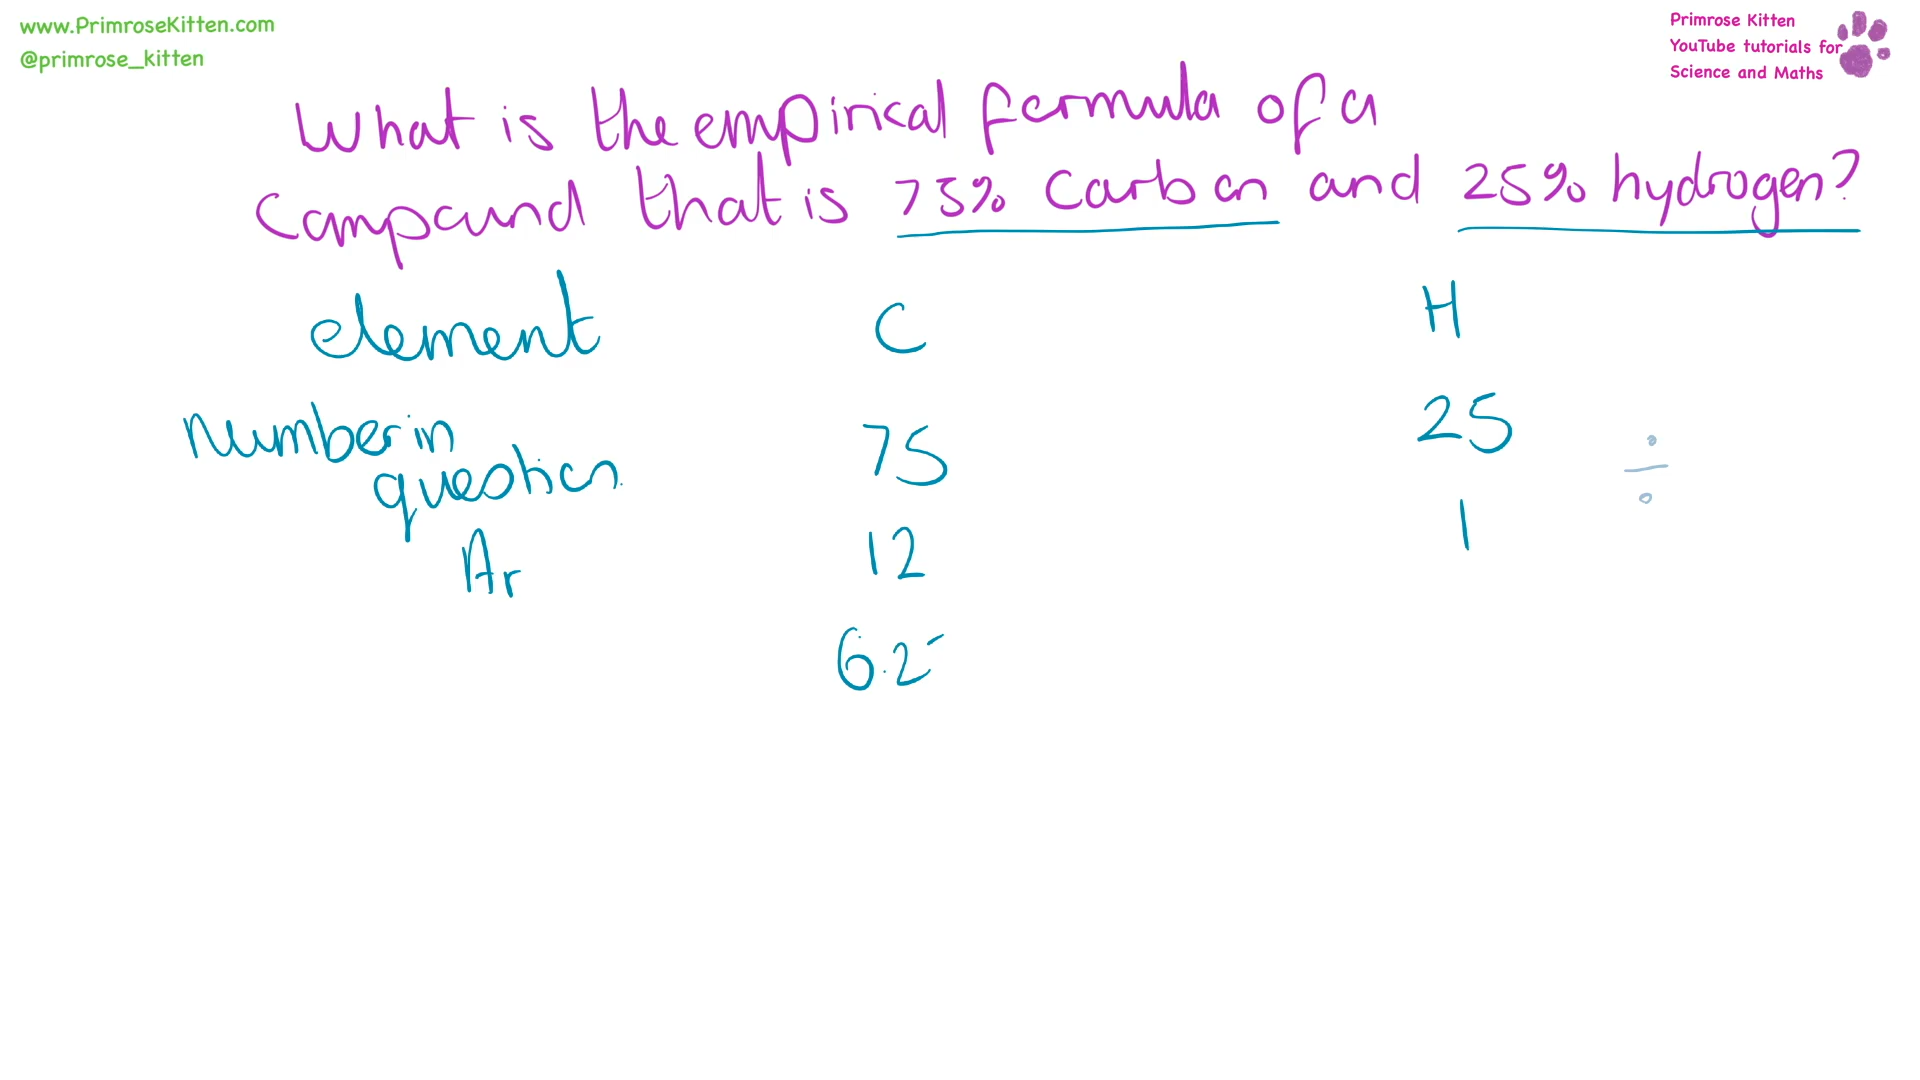 www.PrimroseKitten.com
@primrose_kitten
Primrose Kitten
YouTube tutorials for
Science and Maths
What is the empirical formula of a
compound that is 75% carbon and 25% hydrogen?
element C H
Number in
question. 75 25 ÷
Ar 12 1
6.2